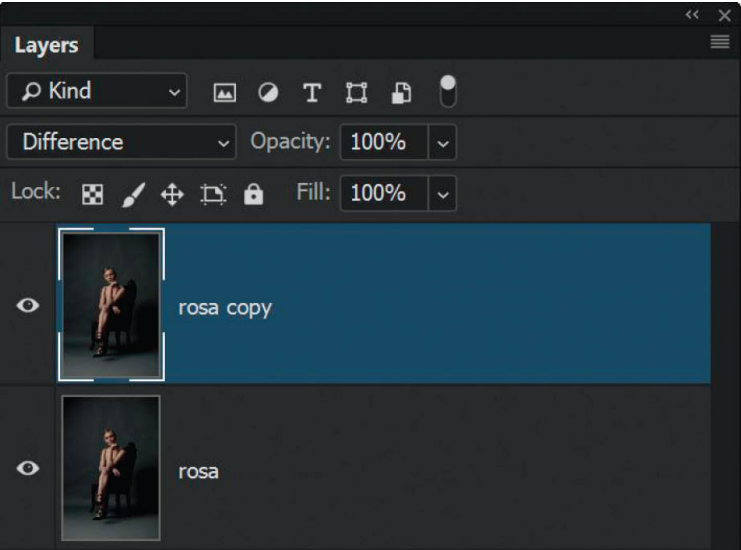 Layers
Kind
Difference Opacity: 100%
Lock: Fill: 100%
rosa copy
rosa